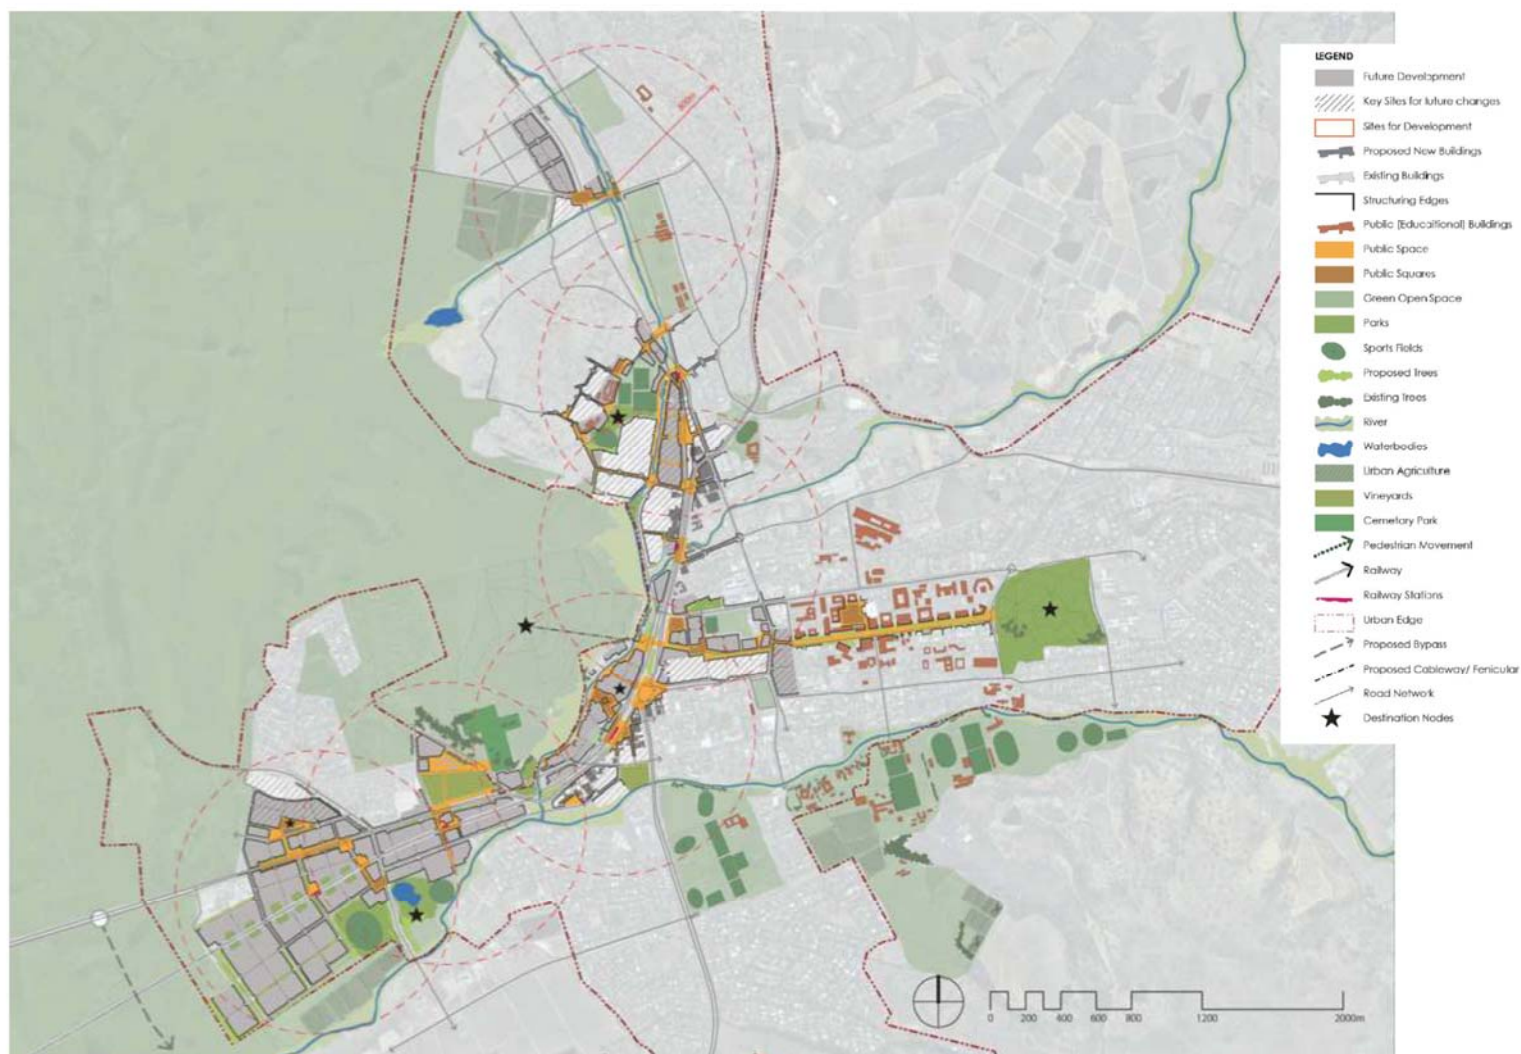 LEGEND
Future Development
Key Sites for future changes
Sites for Development
Proposed New Buildings
Existing Buildings
Structuring Edges
Public (Educaitional) Buildings
Public Space
Public Squares
Green Open Space
Parks
Sports Fields
Proposed Trees
Existing Trees
River
Waterbodies
Urban Agriculture
Vineyards
Cemetory Park
Pedestrian Movement
Railway
Railway Stations
Urban Edge
Proposed Bypass
Proposed Cableway/ Fenicular
Road Network
Destination Nodes
800m
0 200 400 600 800 1200 2000m